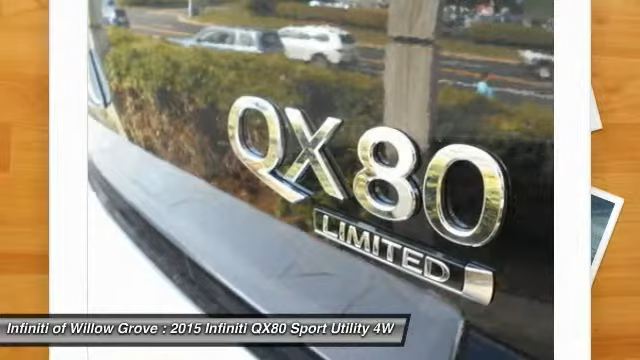 QX80
LIMITED
Infiniti of Willow Grove : 2015 Infiniti QX80 Sport Utility 4W